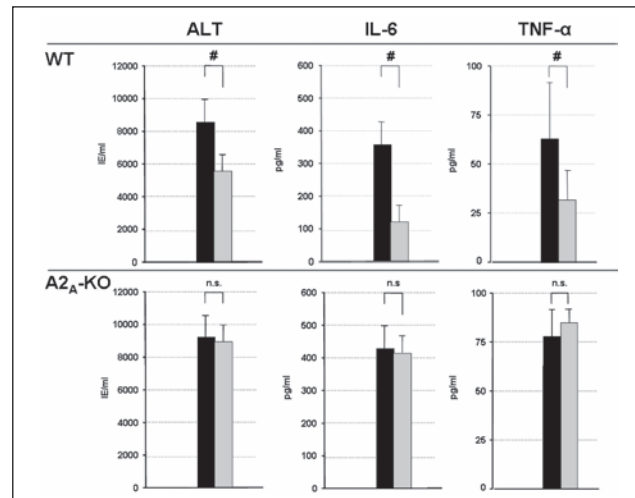 ALT IL-6 TNF-α
WT
# # #
12000 600 100
10000 500
8000 400 75
6000 300 50
4000 200 25
2000 100
0 0 0
IE/ml pg/ml pg/ml
A2A-KO
n.s. n.s n.s.
12000 600 100
10000 500
8000 400 75
6000 300 50
4000 200 25
2000 100
0 0 0
IE/ml pg/ml pg/ml